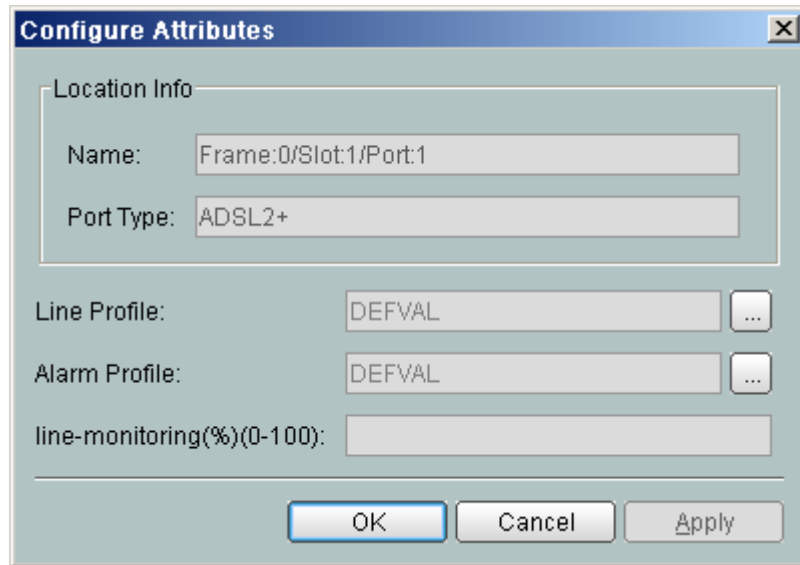 Configure Attributes
Location Info
Name: Frame:0/Slot:1/Port:1
Port Type: ADSL2+
Line Profile: DEFVAL ...
Alarm Profile: DEFVAL ...
line-monitoring(%)(0-100):
OK Cancel Apply